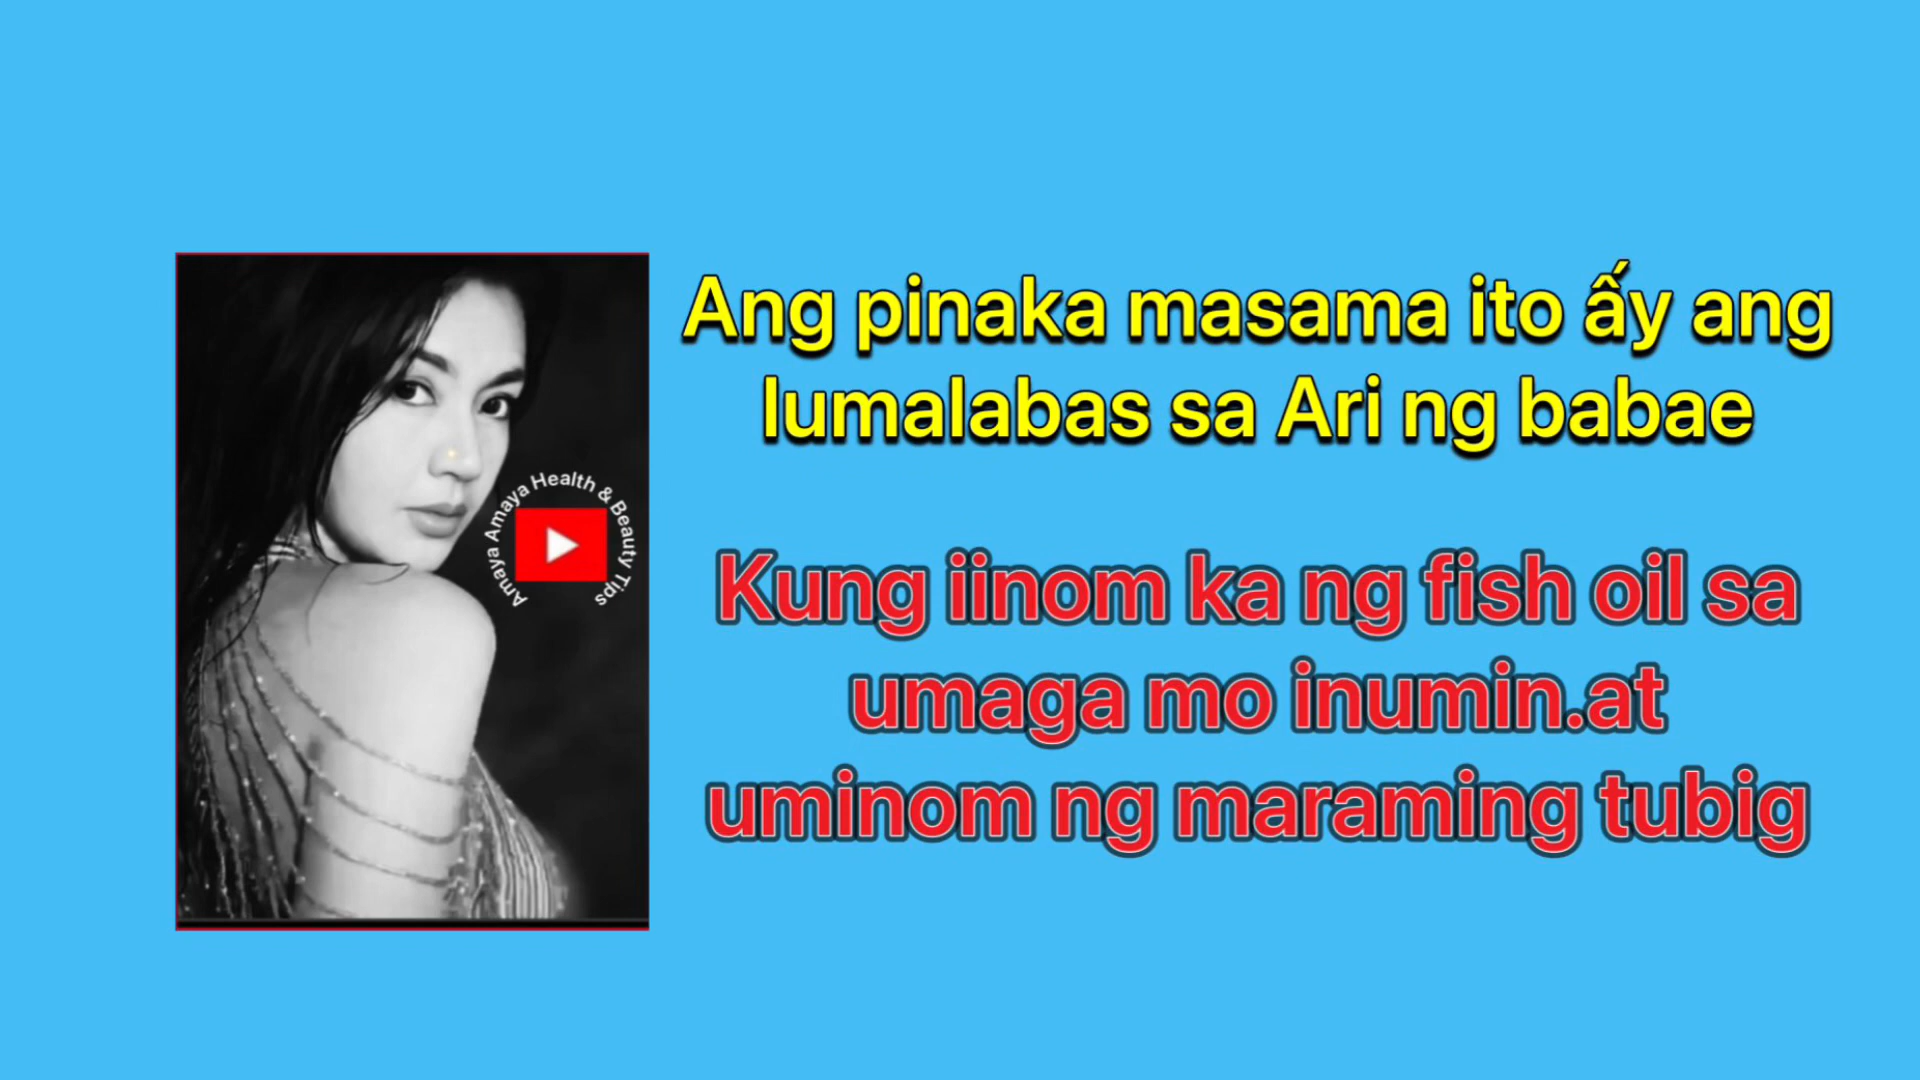 Ang pinaka masama ito ấy ang
lumalabas sa Ari ng babae
Amaya Amaya Health & Beauty Tips
Kung iinom ka ng fish oil sa
umaga mo inumin.at
uminom ng maraming tubig